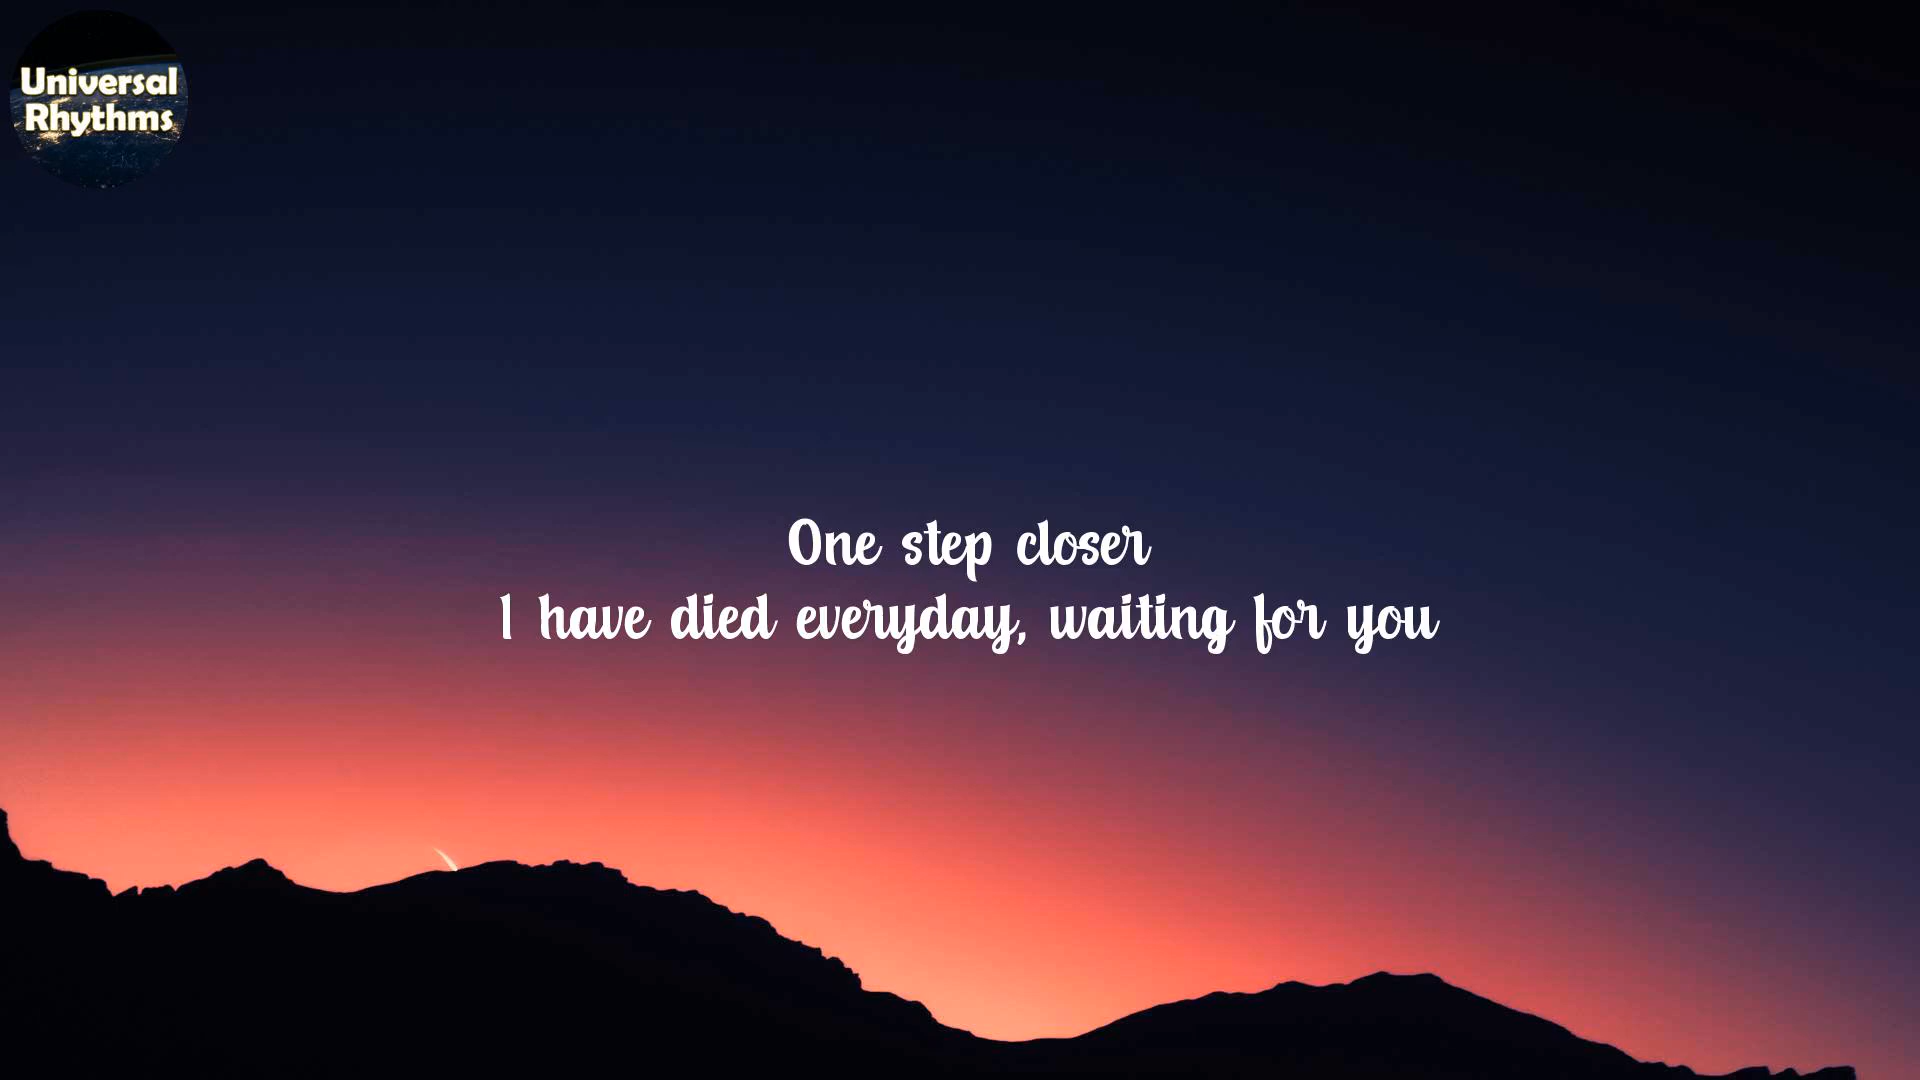 Universal
Rhythms
One step closer
I have died everyday, waiting for you